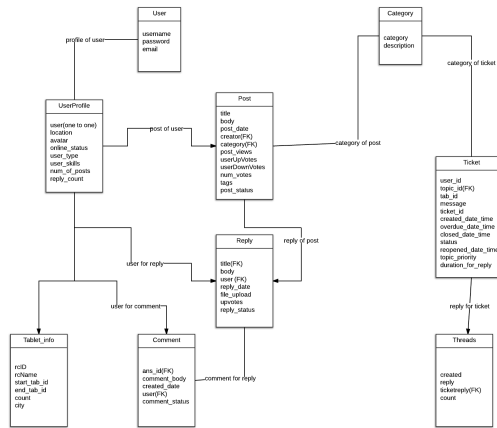 User
username
password
email
profile of user
Category
category
description
category of ticket
UserProfile
user(one to one)
location
avatar
online_status
user_type
user_skills
num_of_posts
reply_count
post of user
Post
title
body
post_date
creator(FK)
category(FK)
post_views
userUpVotes
userDownVotes
num_votes
tags
post_status
category of post
Ticket
user_id
topic_id(FK)
tab_id
message
ticket_id
created_date_time
overdue_date_time
closed_date_time
status
reopened_date_time
topic_priority
duration_for_reply
reply of post
Reply
title(FK)
body
user (FK)
reply_date
file_upload
upvotes
reply_status
user for reply
user for comment
reply for ticket
Tablet_info
rcID
rcName
start_tab_id
end_tab_id
count
city
Comment
ans_id(FK)
comment_body
created_date
user(FK)
comment_status
comment for reply
Threads
created
reply
ticketreply(FK)
count